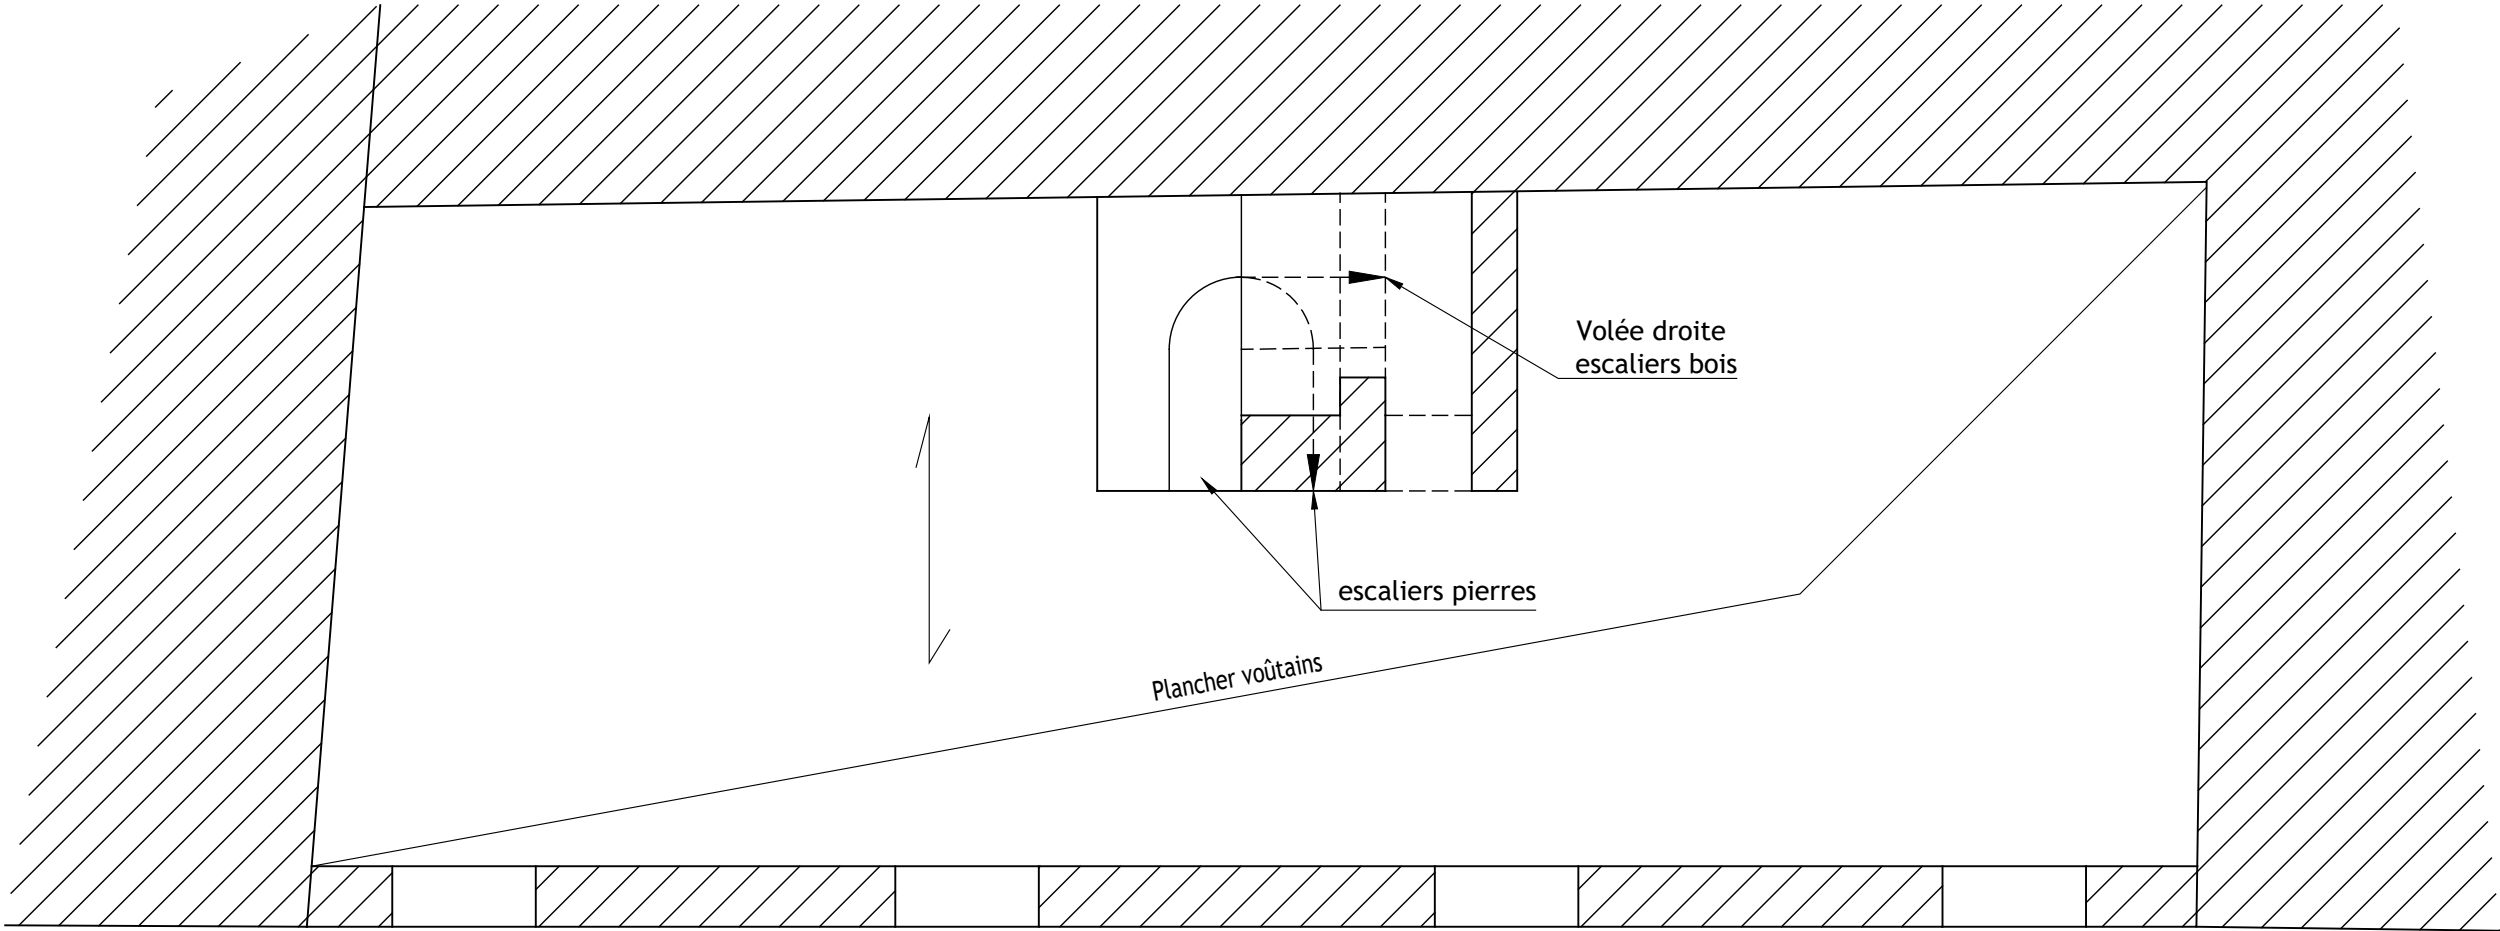 Volée droite
escaliers bois
escaliers pierres
Plancher voûtains